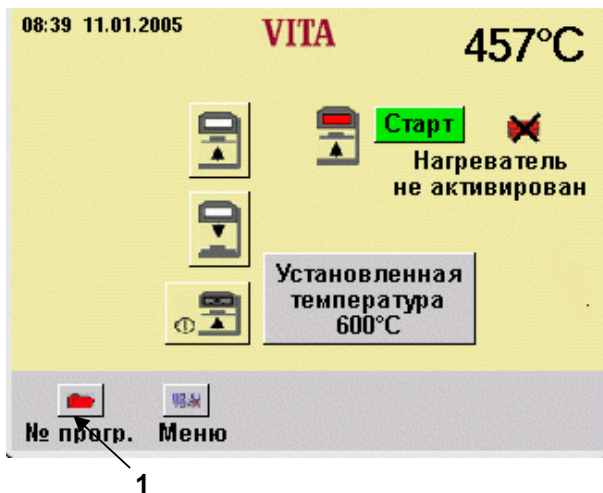 08:39 11.01.2005
VITA
457°C
Старт
Нагреватель
не активирован
Установленная
температура
600°C
№ прогр.
Меню
1